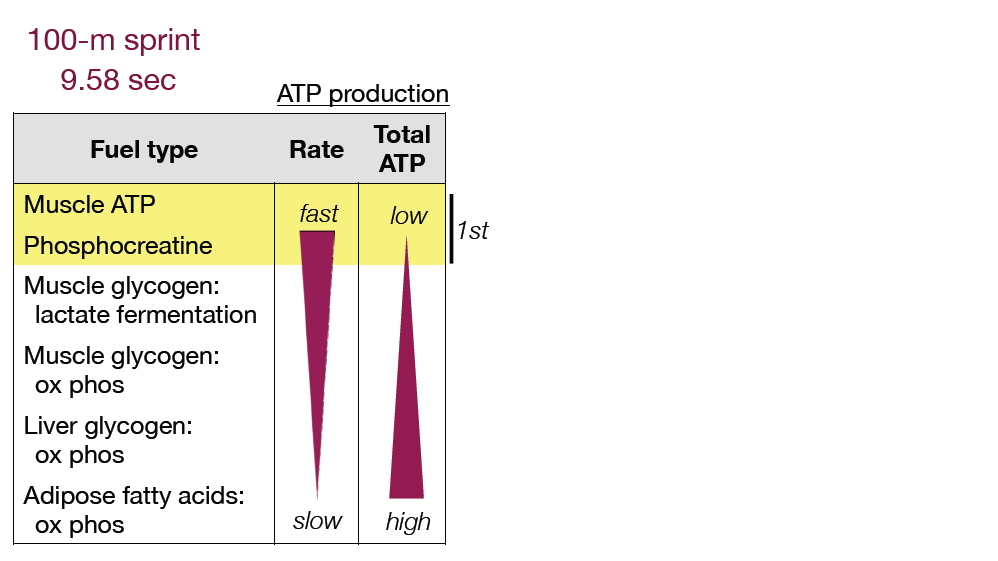 100-m sprint
9.58 sec
ATP production
Fuel type
Rate
Total
ATP
Muscle ATP
fast
low
1st
Phosphocreatine
Muscle glycogen:
lactate fermentation
Muscle glycogen:
ox phos
Liver glycogen:
ox phos
Adipose fatty acids:
ox phos
slow
high